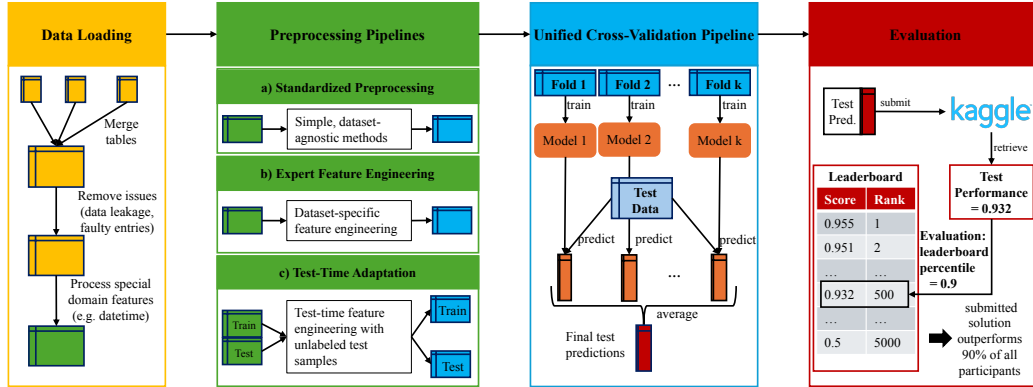 Data Loading
Merge
tables
Remove issues
(data leakage,
faulty entries)
Process special
domain features
(e.g. datetime)
Preprocessing Pipelines
a) Standardized Preprocessing
Simple, dataset-
agnostic methods
b) Expert Feature Engineering
Dataset-specific
feature engineering
c) Test-Time Adaptation
Train
Test
Test-time feature
engineering with
unlabeled test
samples
Train
Test
Unified Cross-Validation Pipeline
Fold 1
Fold 2
...
Fold k
train
train
train
Model 1
Model 2
Model k
Test
Data
predict
predict
predict
...
average
Final test
predictions
Evaluation
Test
Pred.
submit
kaggle
retrieve
Test
Performance
= 0.932
Leaderboard
Score Rank
0.955 1
0.951 2
... ...
0.932 500
... ...
0.5 5000
Evaluation:
leaderboard
percentile
= 0.9
submitted
solution
outperforms
90% of all
participants